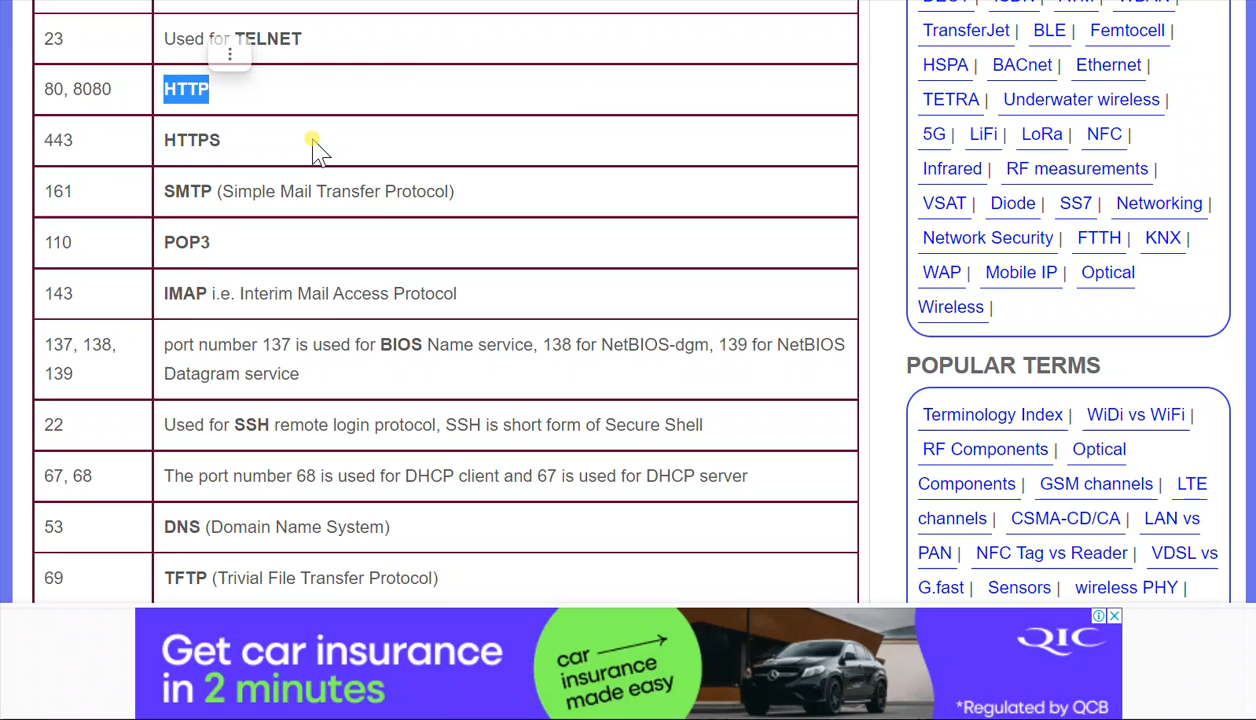 23
Used for TELNET
80, 8080
HTTP
443
HTTPS
161
SMTP (Simple Mail Transfer Protocol)
110
POP3
143
IMAP i.e. Interim Mail Access Protocol
137, 138,
139
port number 137 is used for BIOS Name service, 138 for NetBIOS-dgm, 139 for NetBIOS
Datagram service
22
Used for SSH remote login protocol, SSH is short form of Secure Shell
67, 68
The port number 68 is used for DHCP client and 67 is used for DHCP server
53
DNS (Domain Name System)
69
TFTP (Trivial File Transfer Protocol)
TransferJet | BLE | Femtocell |
HSPA | BACnet | Ethernet |
TETRA | Underwater wireless |
5G | LiFi | LoRa | NFC |
Infrared | RF measurements |
VSAT | Diode | SS7 | Networking |
Network Security | FTTH | KNX |
WAP | Mobile IP | Optical
Wireless |
POPULAR TERMS
Terminology Index | WiDi vs WiFi |
RF Components | Optical
Components | GSM channels | LTE
channels | CSMA-CD/CA | LAN vs
PAN | NFC Tag vs Reader | VDSL vs
G.fast | Sensors | wireless PHY |
Get car insurance
in 2 minutes
car
insurance
made easy
QIC
*Regulated by QCB